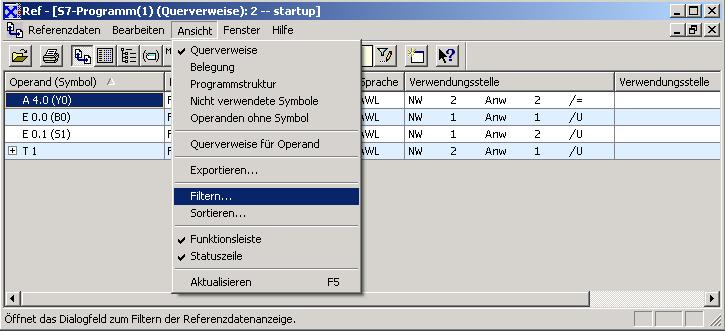 Ref - [S7-Programm(1) (Querverweise): 2 -- startup]
Referenzdaten Bearbeiten Ansicht Fenster Hilfe
Operand (Symbol) Sprache Verwendungsstelle Verwendungsstelle
A 4.0 (Y0) AWL NW 2 Anw 2 /=
E 0.0 (B0) AWL NW 1 Anw 1 /U
E 0.1 (S1) AWL NW 1 Anw 2 /U
T 1 AWL NW 2 Anw 1 /U
Querverweise
Belegung
Programmstruktur
Nicht verwendete Symbole
Operanden ohne Symbol
Querverweise für Operand
Exportieren...
Filtern...
Sortieren...
Funktionsleiste
Statuszeile
Aktualisieren F5
Öffnet das Dialogfeld zum Filtern der Referenzdatenanzeige.